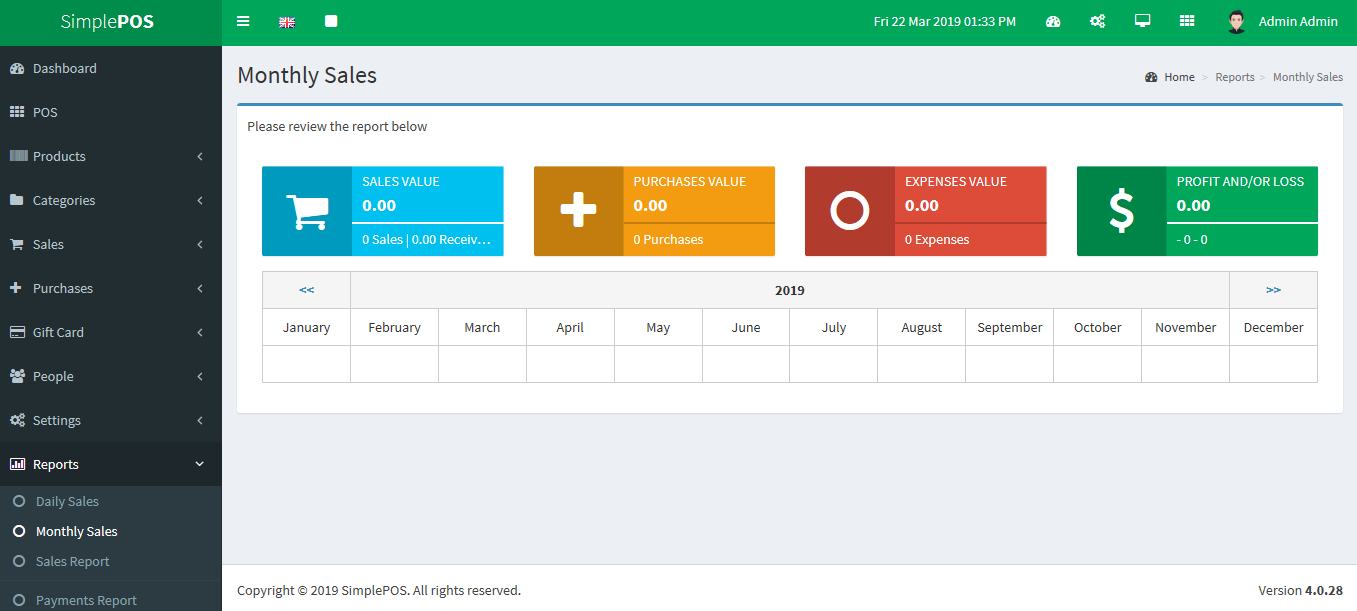 SimplePOS
Fri 22 Mar 2019 01:33 PM
Admin Admin
Dashboard
POS
Products
Categories
Sales
Purchases
Gift Card
People
Settings
Reports
Daily Sales
Monthly Sales
Sales Report
Payments Report
Monthly Sales
Home > Reports > Monthly Sales
Please review the report below
SALES VALUE
0.00
0 Sales | 0.00 Receiv...
PURCHASES VALUE
0.00
0 Purchases
EXPENSES VALUE
0.00
0 Expenses
PROFIT AND/OR LOSS
0.00
- 0 - 0
<< 2019 >>
January February March April May June July August September October November December
Copyright © 2019 SimplePOS. All rights reserved.
Version 4.0.28